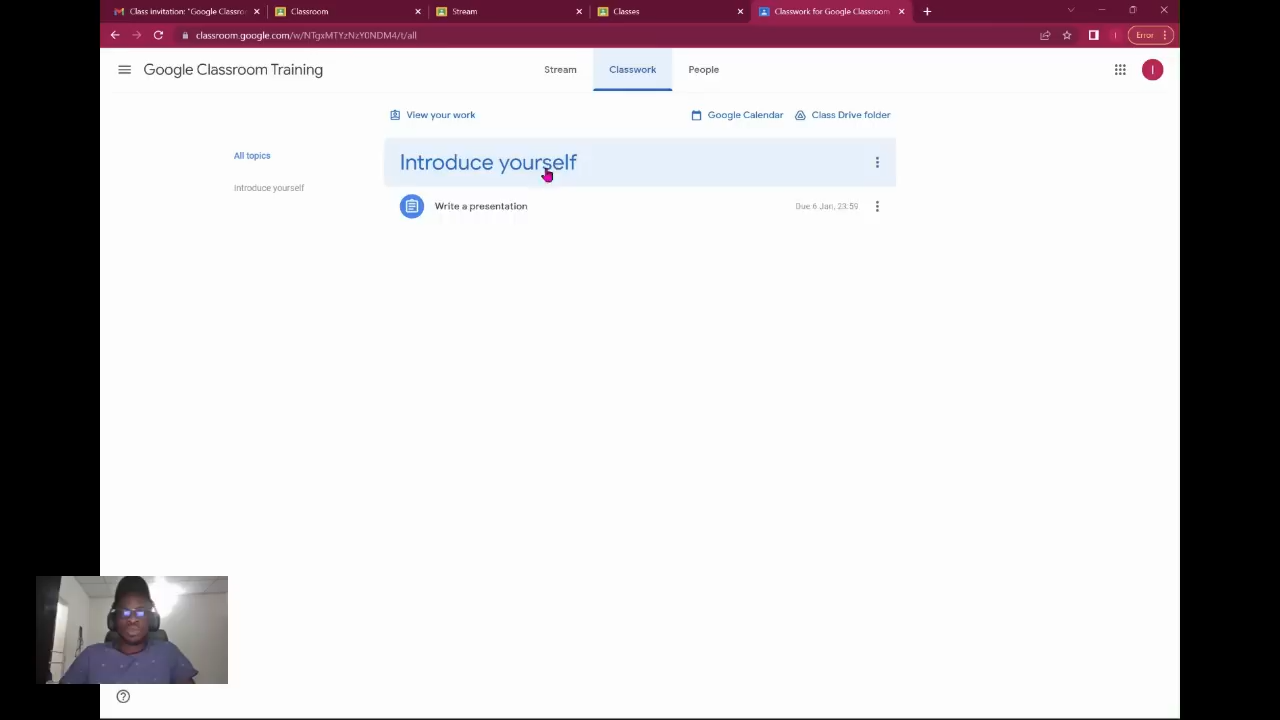 Class invitation: "Google Classro
Classroom
Stream
Classes
Classwork for Google Classroom
classroom.google.com/w/NTgxMTYzNzY0NDM4/t/all
Error
Google Classroom Training
Stream
Classwork
People
I
View your work
Google Calendar
Class Drive folder
All topics
Introduce yourself
Introduce yourself
Write a presentation
Due 6 Jan, 23:59